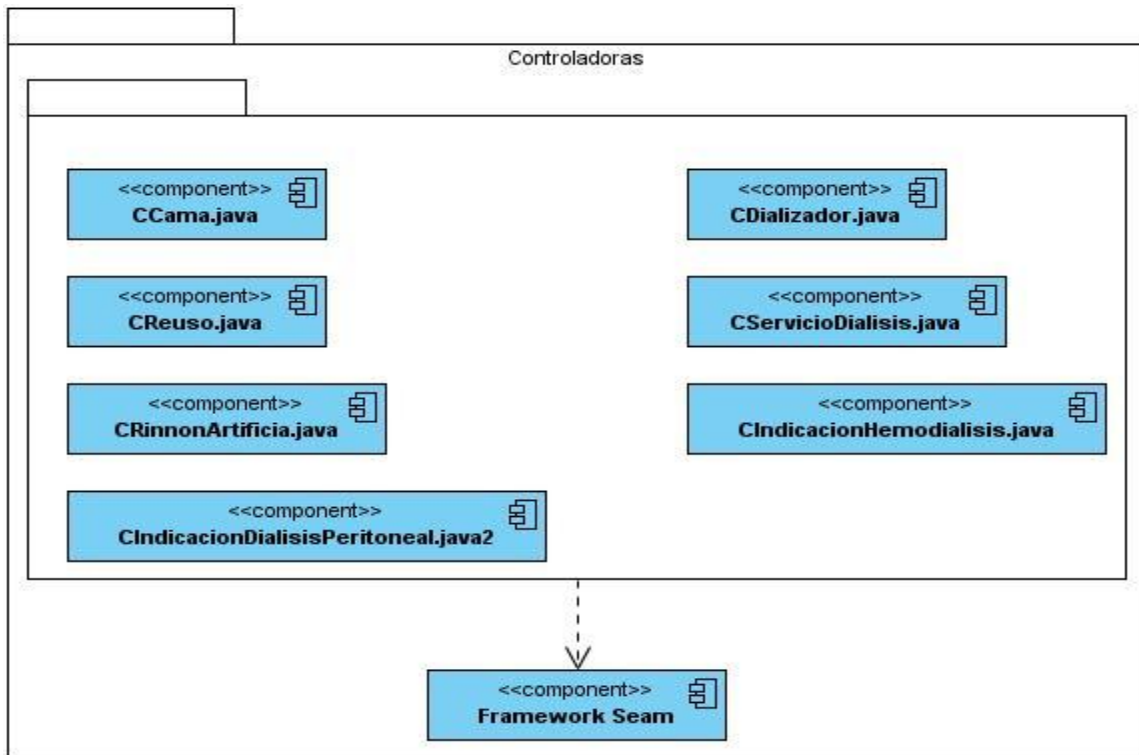 Controladoras
<<component>>
CCama.java
<<component>>
CDializador.java
<<component>>
CReuso.java
<<component>>
CServicioDialisis.java
<<component>>
CRinnonArtificia.java
<<component>>
CIndicacionHemodialisis.java
<<component>>
CIndicacionDialisisPeritoneal.java2
<<component>>
Framework Seam